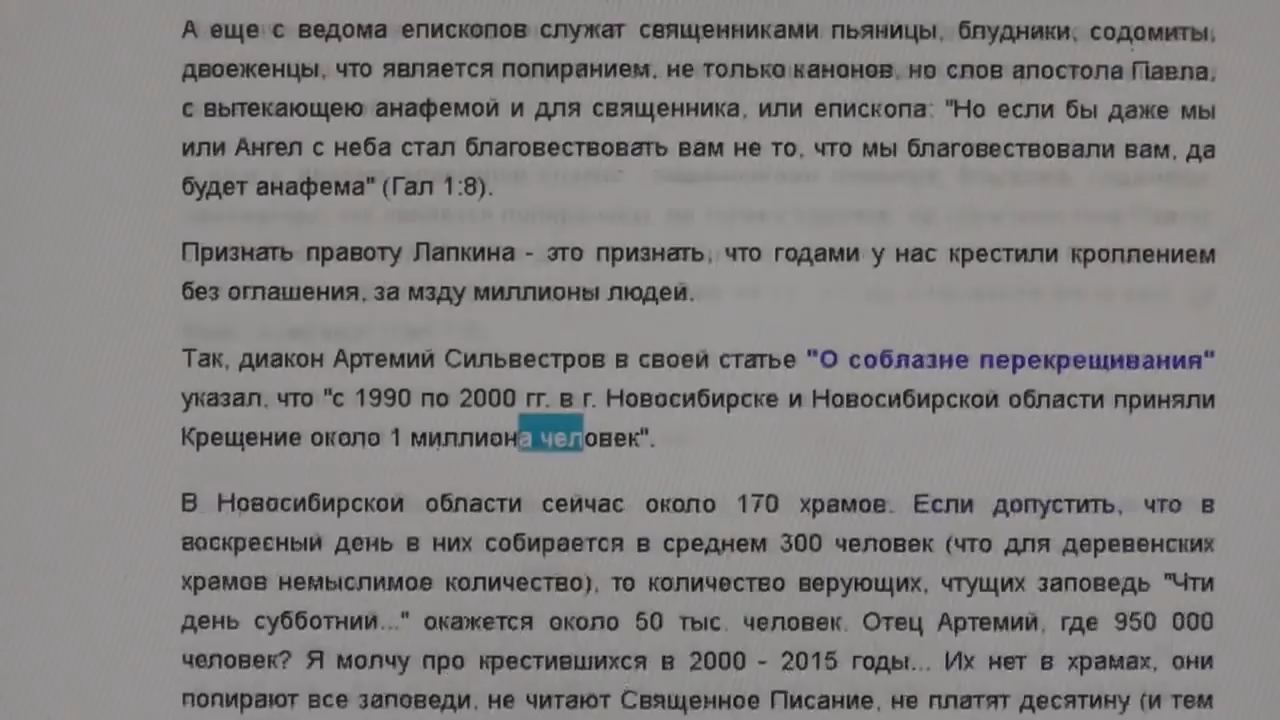 А еще с ведома епископов служат священниками пьяницы, блудники, содомиты,
двоеженцы, что является попиранием, не только канонов, но слов апостола Павла,
с вытекающею анафемой и для священника, или епископа: "Но если бы даже мы
или Ангел с неба стал благовествовать вам не то, что мы благовествовали вам, да
будет анафема" (Гал 1:8).
Признать правоту Лапкина - это признать, что годами у нас крестили кроплением
без оглашения, за мзду миллионы людей.
Так, диакон Артемий Сильвестров в своей статье "О соблазне перекрещивания"
указал, что "с 1990 по 2000 гг. в г. Новосибирске и Новосибирской области приняли
Крещение около 1 миллиона человек".
В Новосибирской области сейчас около 170 храмов. Если допустить, что в
воскресный день в них собирается в среднем 300 человек (что для деревенских
храмов немыслимое количество), то количество верующих, чтущих заповедь "Чти
день субботний..." окажется около 50 тыс. человек. Отец Артемий, где 950 000
человек? Я молчу про крестившихся в 2000 - 2015 годы... Их нет в храмах, они
попирают все заповеди, не читают Священное Писание, не платят десятину (и тем